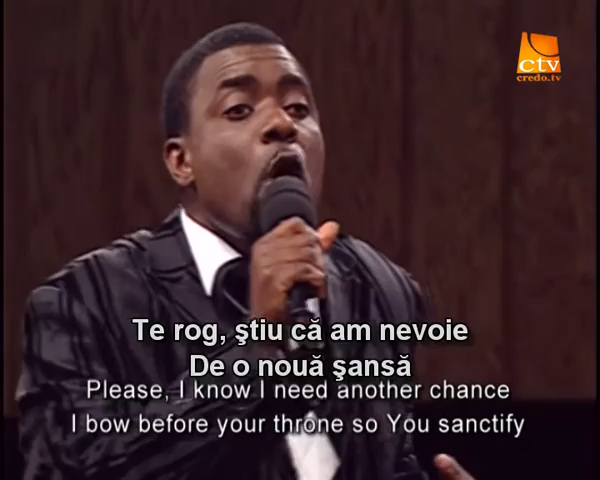 ctv
credo.tv
Te rog, ştiu că am nevoie
De o nouă şansă
Please, I know I need another chance
I bow before your throne so You sanctify